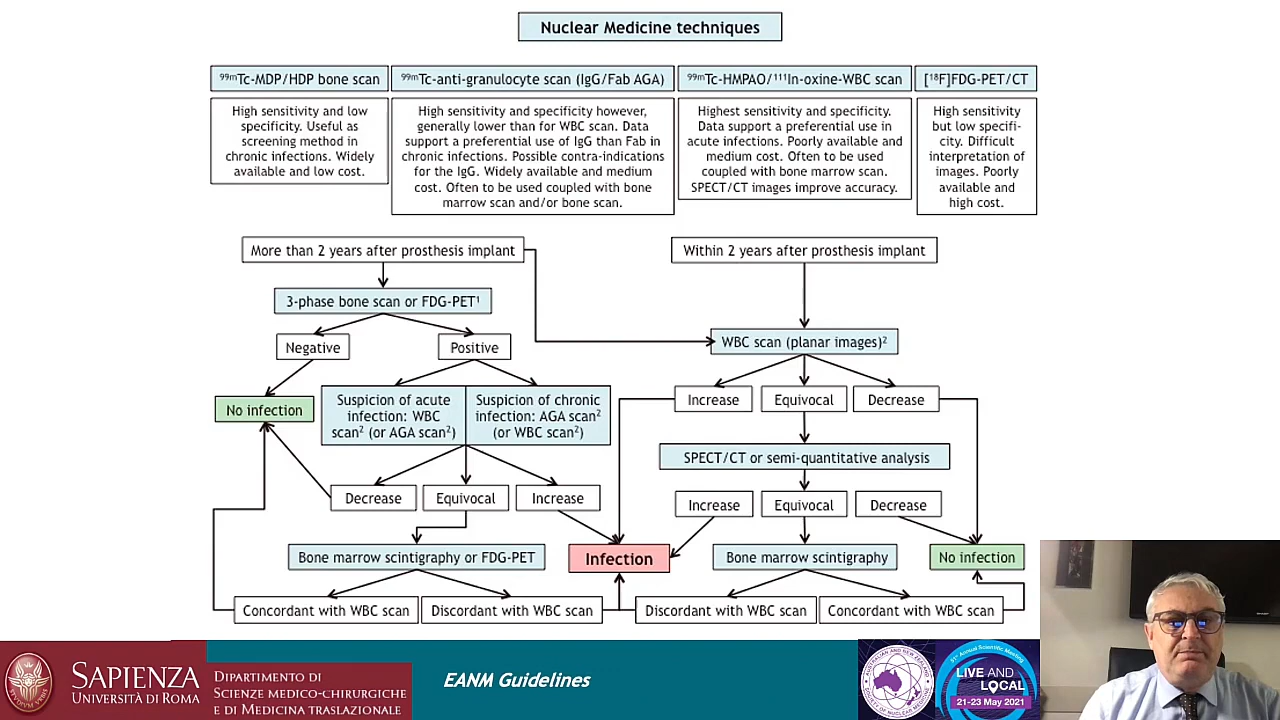 Nuclear Medicine techniques
⁹⁹ᵐTc-MDP/HDP bone scan
High sensitivity and low
specificity. Useful as
screening method in
chronic infections. Widely
available and low cost.
⁹⁹ᵐTc-anti-granulocyte scan (IgG/Fab AGA)
High sensitivity and specificity however,
generally lower than for WBC scan. Data
support a preferential use of IgG than Fab in
chronic infections. Possible contra-indications
for the IgG. Widely available and medium
cost. Often to be used coupled with bone
marrow scan and/or bone scan.
⁹⁹ᵐTc-HMPAO/¹¹¹In-oxine-WBC scan
Highest sensitivity and specificity.
Data support a preferential use in
acute infections. Poorly available and
medium cost. Often to be used
coupled with bone marrow scan.
SPECT/CT images improve accuracy.
[¹⁸F]FDG-PET/CT
High sensitivity
but low specifi-
city. Difficult
interpretation of
images. Poorly
available and
high cost.
More than 2 years after prosthesis implant
3-phase bone scan or FDG-PET¹
Negative
Positive
No infection
Suspicion of acute
infection: WBC
scan² (or AGA scan²)
Suspicion of chronic
infection: AGA scan²
(or WBC scan²)
Decrease
Equivocal
Increase
Bone marrow scintigraphy or FDG-PET
Concordant with WBC scan
Discordant with WBC scan
Infection
Within 2 years after prosthesis implant
WBC scan (planar images)²
Increase
Equivocal
Decrease
SPECT/CT or semi-quantitative analysis
Increase
Equivocal
Decrease
Bone marrow scintigraphy
No infection
Discordant with WBC scan
Concordant with WBC scan
SAPIENZA
UNIVERSITÀ DI ROMA
DIPARTIMENTO DI
SCIENZE MEDICO-CHIRURGICHE
E DI MEDICINA TRASLAZIONALE
EANM Guidelines
AUSTRALIAN AND NEW ZEALAND
SOCIETY OF NUCLEAR MEDICINE
51st Annual Scientific Meeting
LIVE AND
LOCAL
21-23 May 2021